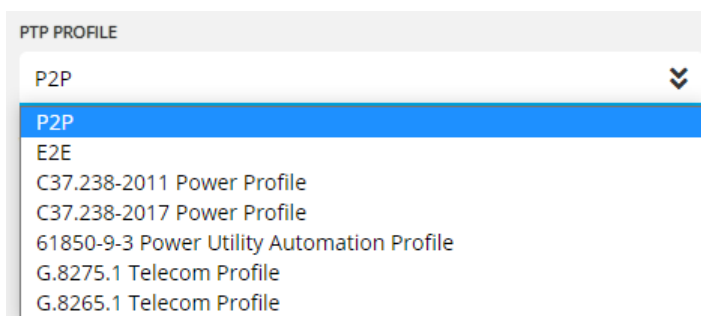 PTP PROFILE
P2P
P2P
E2E
C37.238-2011 Power Profile
C37.238-2017 Power Profile
61850-9-3 Power Utility Automation Profile
G.8275.1 Telecom Profile
G.8265.1 Telecom Profile